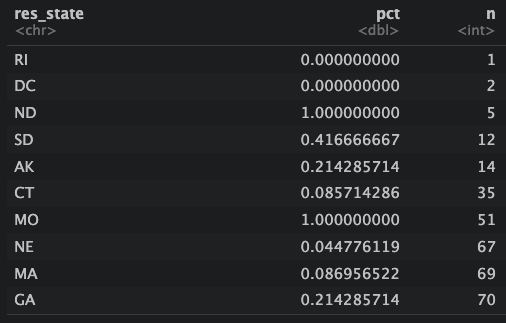 res_state pct n
<chr> <dbl> <int>
RI 0.000000000 1
DC 0.000000000 2
ND 1.000000000 5
SD 0.416666667 12
AK 0.214285714 14
CT 0.085714286 35
MO 1.000000000 51
NE 0.044776119 67
MA 0.086956522 69
GA 0.214285714 70